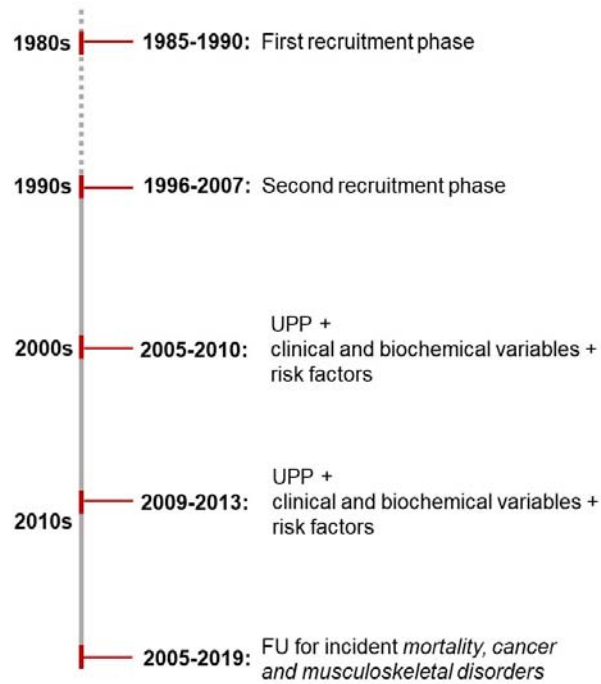 1980s 1985-1990: First recruitment phase
1990s 1996-2007: Second recruitment phase
UPP +
2000s 2005-2010: clinical and biochemical variables +
risk factors
UPP +
2009-2013: clinical and biochemical variables +
2010s risk factors
2005-2019: FU for incident mortality, cancer
and musculoskeletal disorders